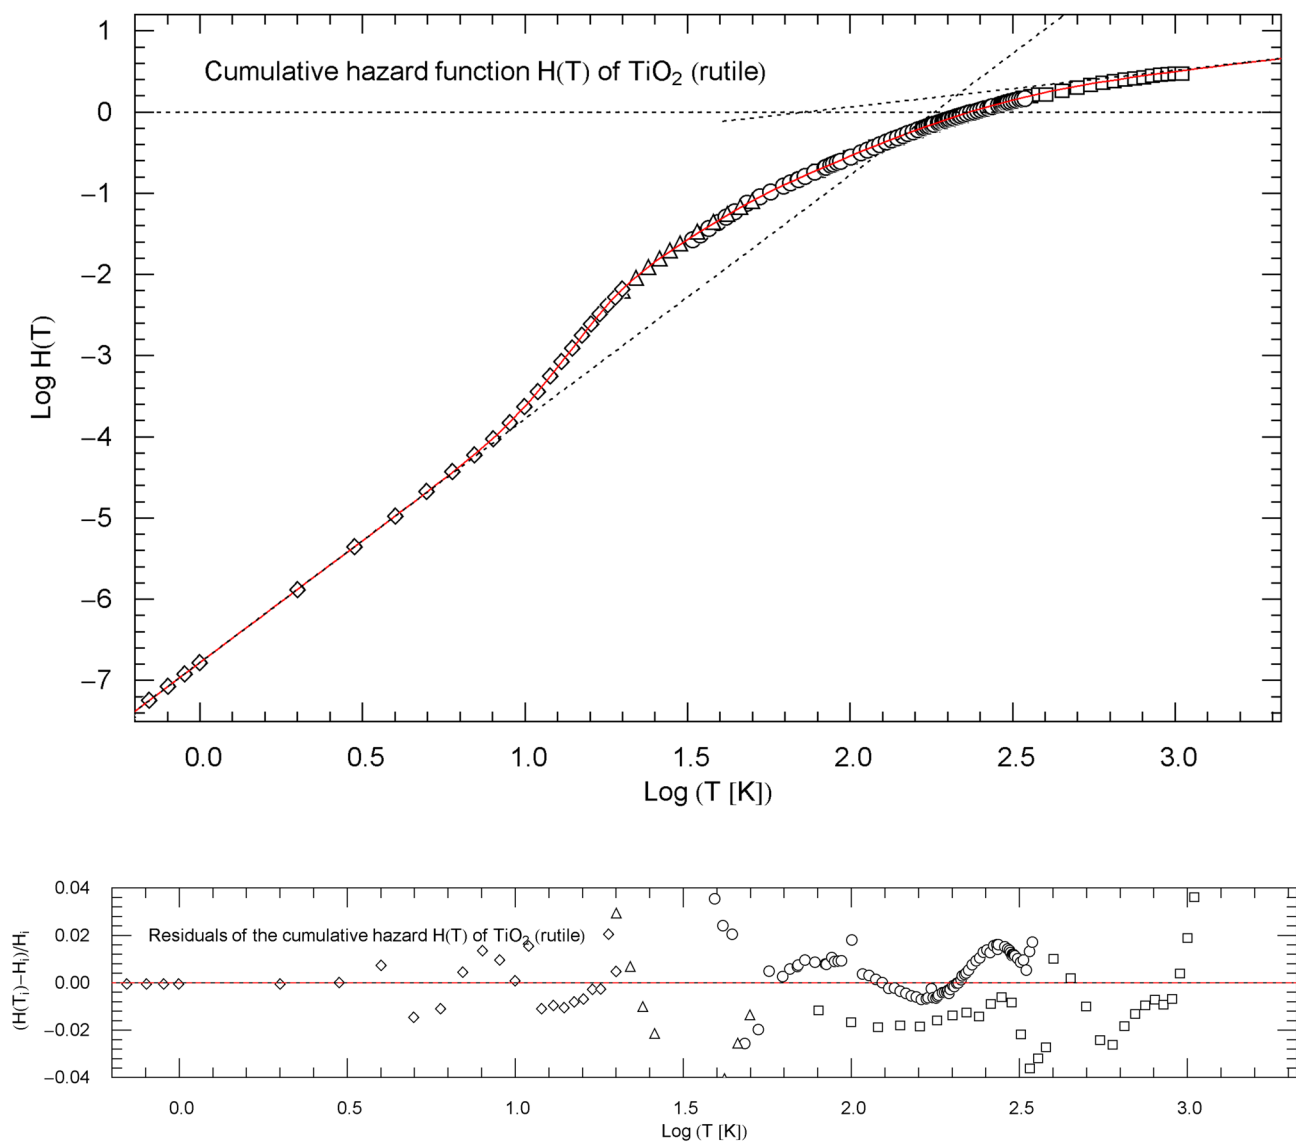 Cumulative hazard function H(T) of TiO2 (rutile)
1
0
−1
−2
−3
−4
−5
−6
−7
Log H(T)
0.0 0.5 1.0 1.5 2.0 2.5 3.0
Log (T [K])
Residuals of the cumulative hazard H(T) of TiO2 (rutile)
0.04
0.02
0.00
−0.02
−0.04
(H(Ti)−Hi)/Hi
0.0 0.5 1.0 1.5 2.0 2.5 3.0
Log (T [K])